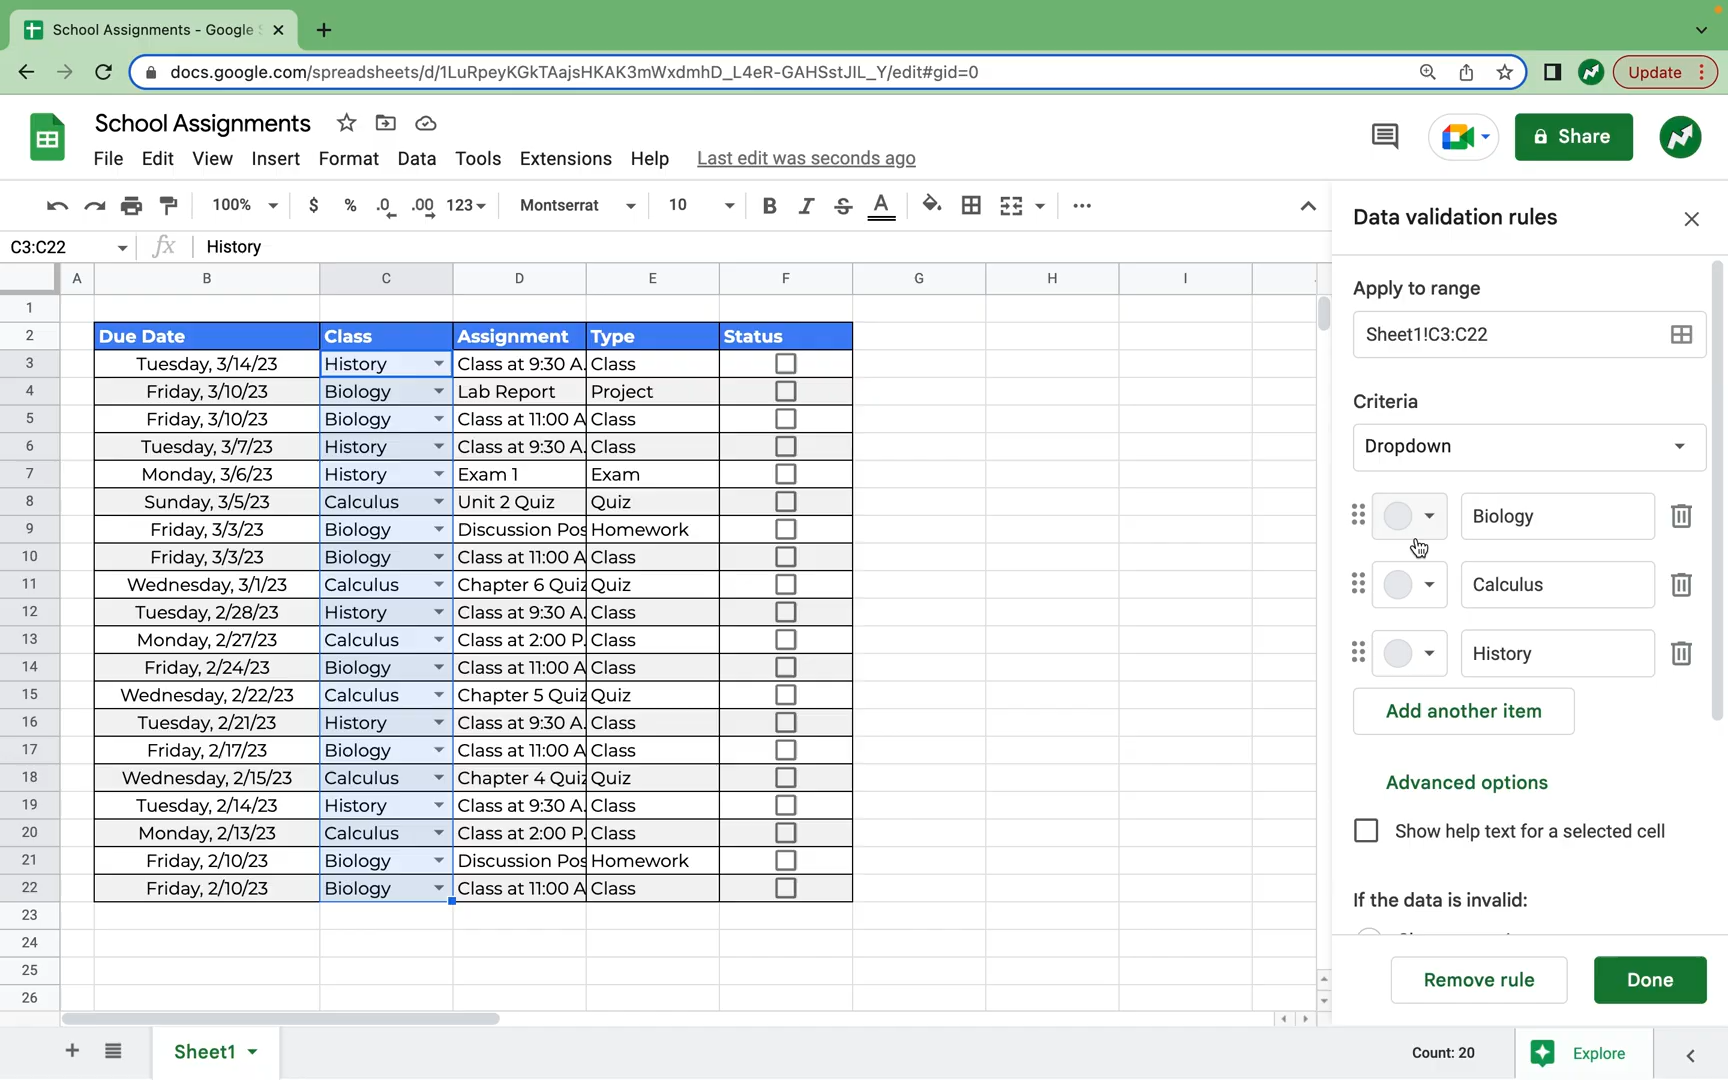 School Assignments - Google S
docs.google.com/spreadsheets/d/1LuRpeyKGkTAajsHKAK3mWxdmhD_L4eR-GAHSstJIL_Y/edit#gid=0
Update
School Assignments
File Edit View Insert Format Data Tools Extensions Help Last edit was seconds ago
Share
100% $ % .0 .00 123 Montserrat 10 B I S A
C3:C22 fx History
A B C D E F G H I
1
2 Due Date Class Assignment Type Status
3 Tuesday, 3/14/23 History Class at 9:30 A. Class
4 Friday, 3/10/23 Biology Lab Report Project
5 Friday, 3/10/23 Biology Class at 11:00 A Class
6 Tuesday, 3/7/23 History Class at 9:30 A. Class
7 Monday, 3/6/23 History Exam 1 Exam
8 Sunday, 3/5/23 Calculus Unit 2 Quiz Quiz
9 Friday, 3/3/23 Biology Discussion Pos Homework
10 Friday, 3/3/23 Biology Class at 11:00 A Class
11 Wednesday, 3/1/23 Calculus Chapter 6 Quiz Quiz
12 Tuesday, 2/28/23 History Class at 9:30 A. Class
13 Monday, 2/27/23 Calculus Class at 2:00 P. Class
14 Friday, 2/24/23 Biology Class at 11:00 A Class
15 Wednesday, 2/22/23 Calculus Chapter 5 Quiz Quiz
16 Tuesday, 2/21/23 History Class at 9:30 A. Class
17 Friday, 2/17/23 Biology Class at 11:00 A Class
18 Wednesday, 2/15/23 Calculus Chapter 4 Quiz Quiz
19 Tuesday, 2/14/23 History Class at 9:30 A. Class
20 Monday, 2/13/23 Calculus Class at 2:00 P. Class
21 Friday, 2/10/23 Biology Discussion Pos Homework
22 Friday, 2/10/23 Biology Class at 11:00 A Class
23
24
25
26
Data validation rules
Apply to range
Sheet1!C3:C22
Criteria
Dropdown
Biology
Calculus
History
Add another item
Advanced options
Show help text for a selected cell
If the data is invalid:
Remove rule Done
Sheet1 Count: 20 Explore